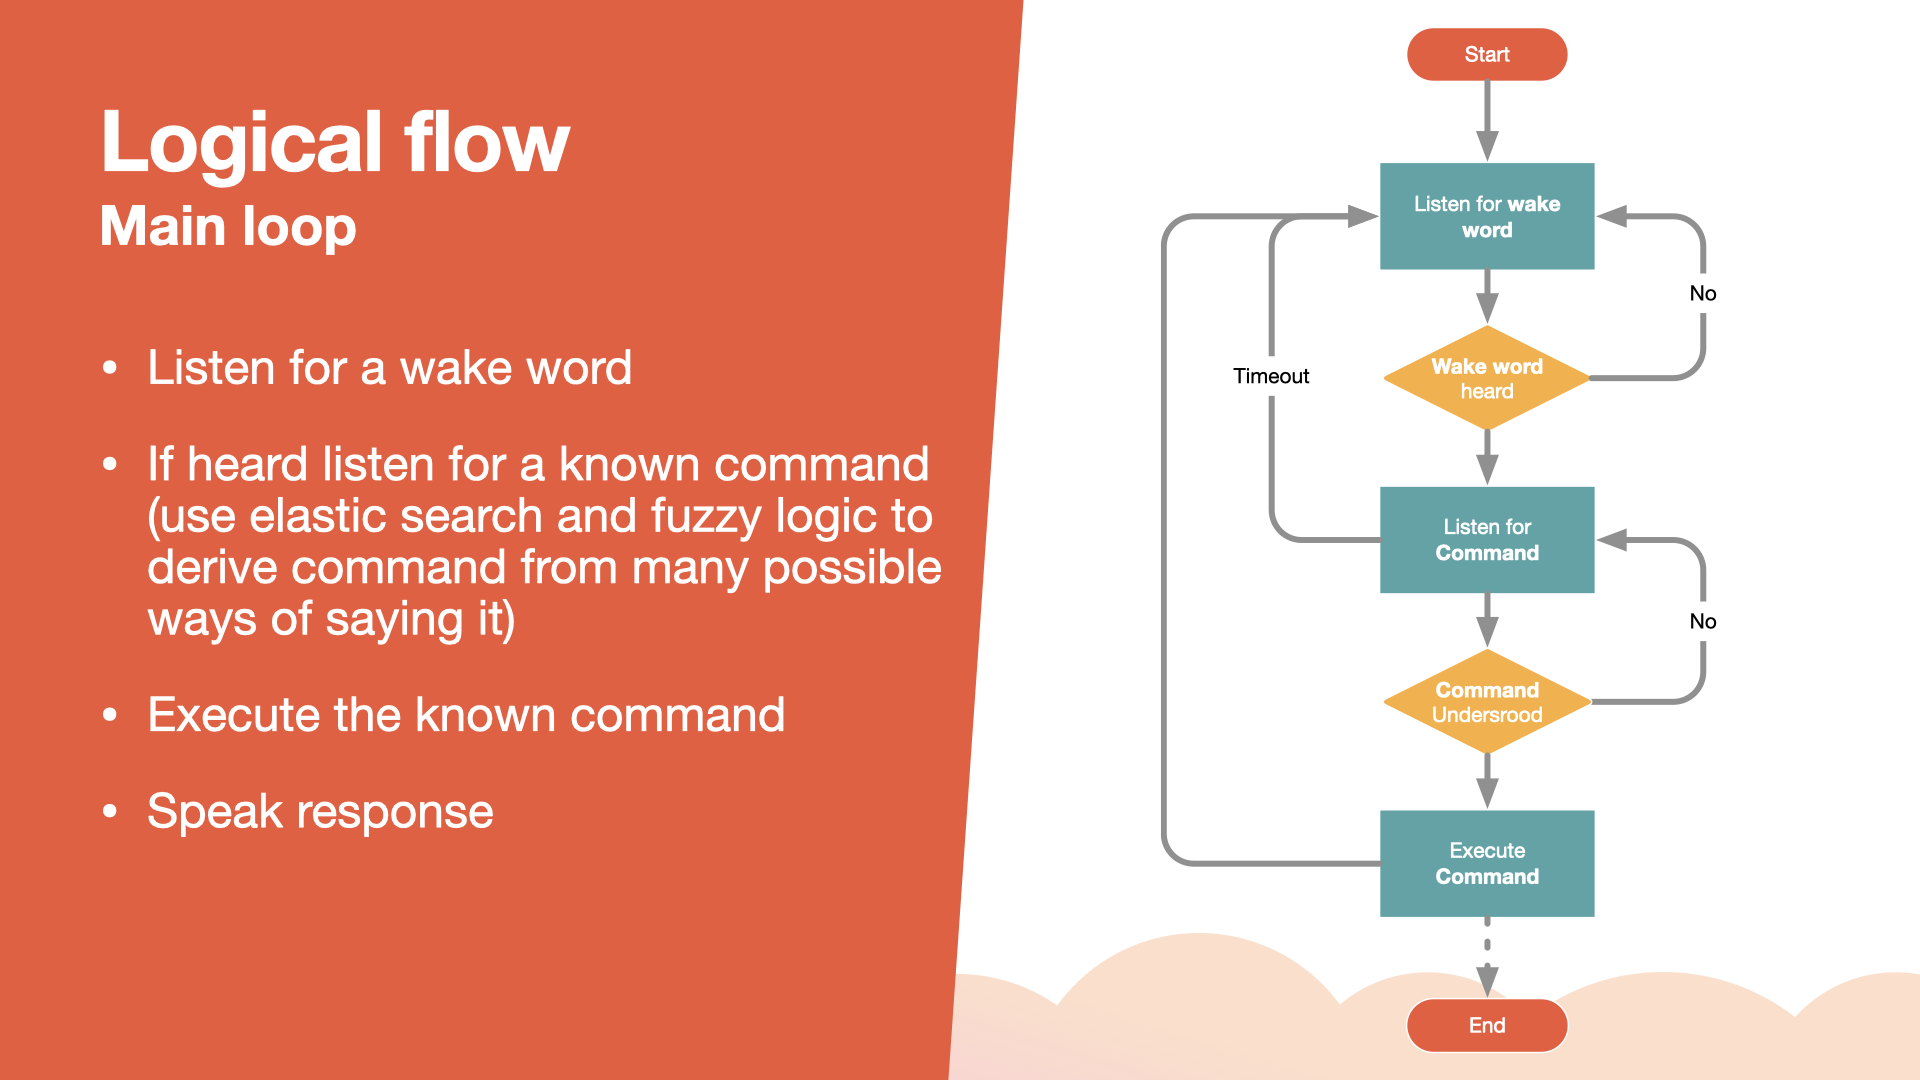 Logical flow
Main loop
• Listen for a wake word
• If heard listen for a known command
(use elastic search and fuzzy logic to
derive command from many possible
ways of saying it)
• Execute the known command
• Speak response
Start
Listen for wake
word
No
Wake word
heard
Timeout
Listen for
Command
No
Command
Undersrood
Execute
Command
End